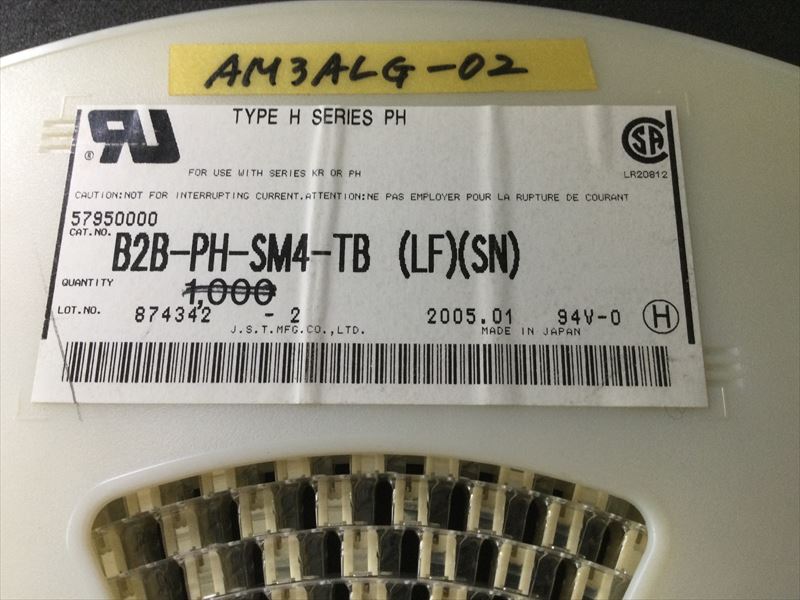 AM3ALG-02
TYPE H SERIES PH
FOR USE WITH SERIES KR OR PH
LR20812
CAUTION:NOT FOR INTERRUPTING CURRENT.ATTENTION:NE PAS EMPLOYER POUR LA RUPTURE DE COURANT
57950000
CAT.NO. B2B-PH-SM4-TB (LF)(SN)
QUANTITY 1,000
LOT.NO. 874342 - 2 2005.01 94V-0 H
J.S.T.MFG.CO.,LTD. MADE IN JAPAN